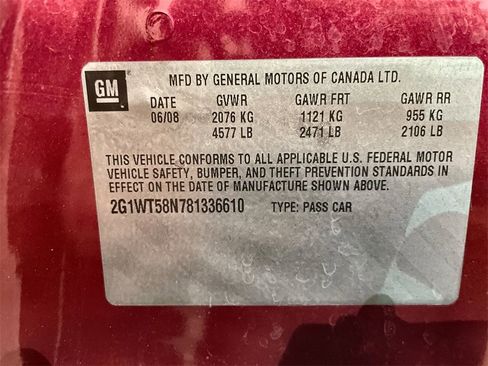 GM
MFD BY GENERAL MOTORS OF CANADA LTD.
DATE GVWR GAWR FRT GAWR RR
06/08 2076 KG 1121 KG 955 KG
4577 LB 2471 LB 2106 LB
THIS VEHICLE CONFORMS TO ALL APPLICABLE U.S. FEDERAL MOTOR
VEHICLE SAFETY, BUMPER, AND THEFT PREVENTION STANDARDS IN
EFFECT ON THE DATE OF MANUFACTURE SHOWN ABOVE.
2G1WT58N781336610 TYPE: PASS CAR